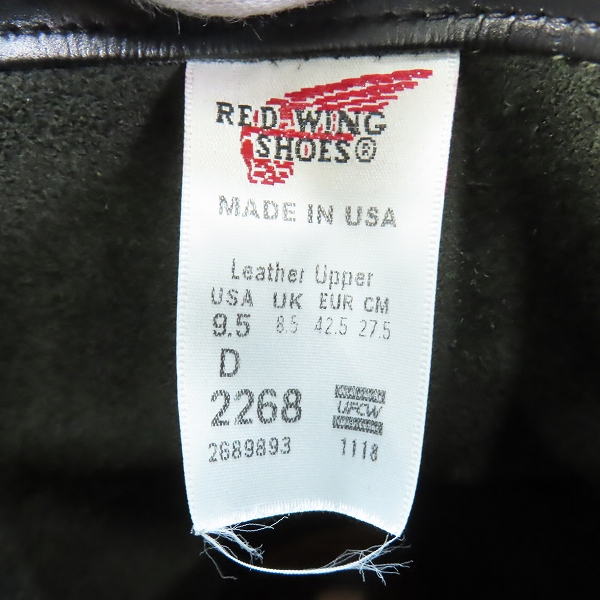 RED WING
SHOES®
MADE IN USA
Leather Upper
USA UK EUR CM
9.5 8.5 42.5 27.5
D
2268
UFCW
2689893 1118